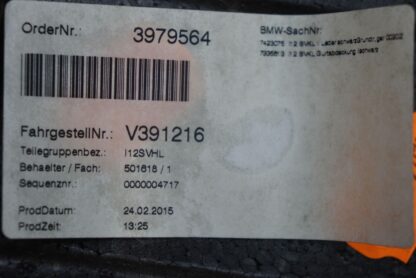 OrderNr.: 3979564
BMW-SachNr:
FahrgestellNr.: V391216
Teilegruppenbez.: I12SVHL
Behaelter / Fach: 501618 / 1
Sequenznr.: 0000004717
ProdDatum: 24.02.2015
ProdZeit: 13:25